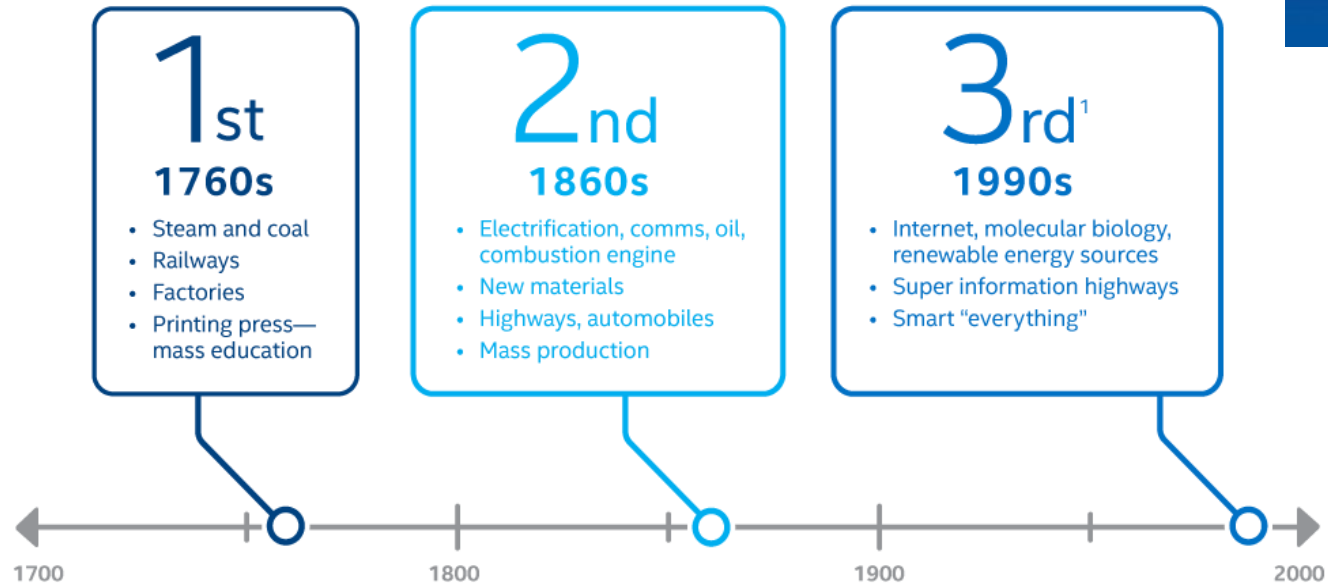 1st
1760s
• Steam and coal
• Railways
• Factories
• Printing press—
mass education
2nd
1860s
• Electrification, comms, oil,
combustion engine
• New materials
• Highways, automobiles
• Mass production
3rd¹
1990s
• Internet, molecular biology,
renewable energy sources
• Super information highways
• Smart “everything”
1700 1800 1900 2000